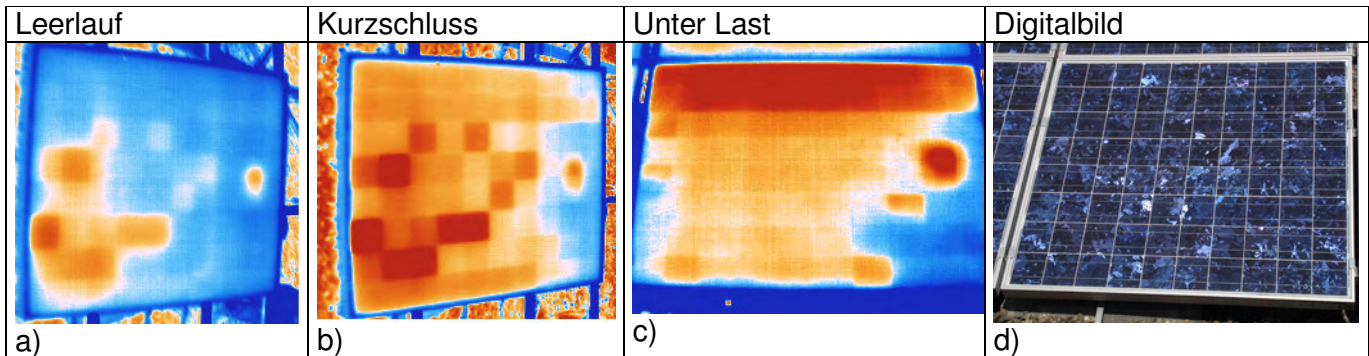 Leerlauf
Kurzschluss
Unter Last
Digitalbild
a)
b)
c)
d)